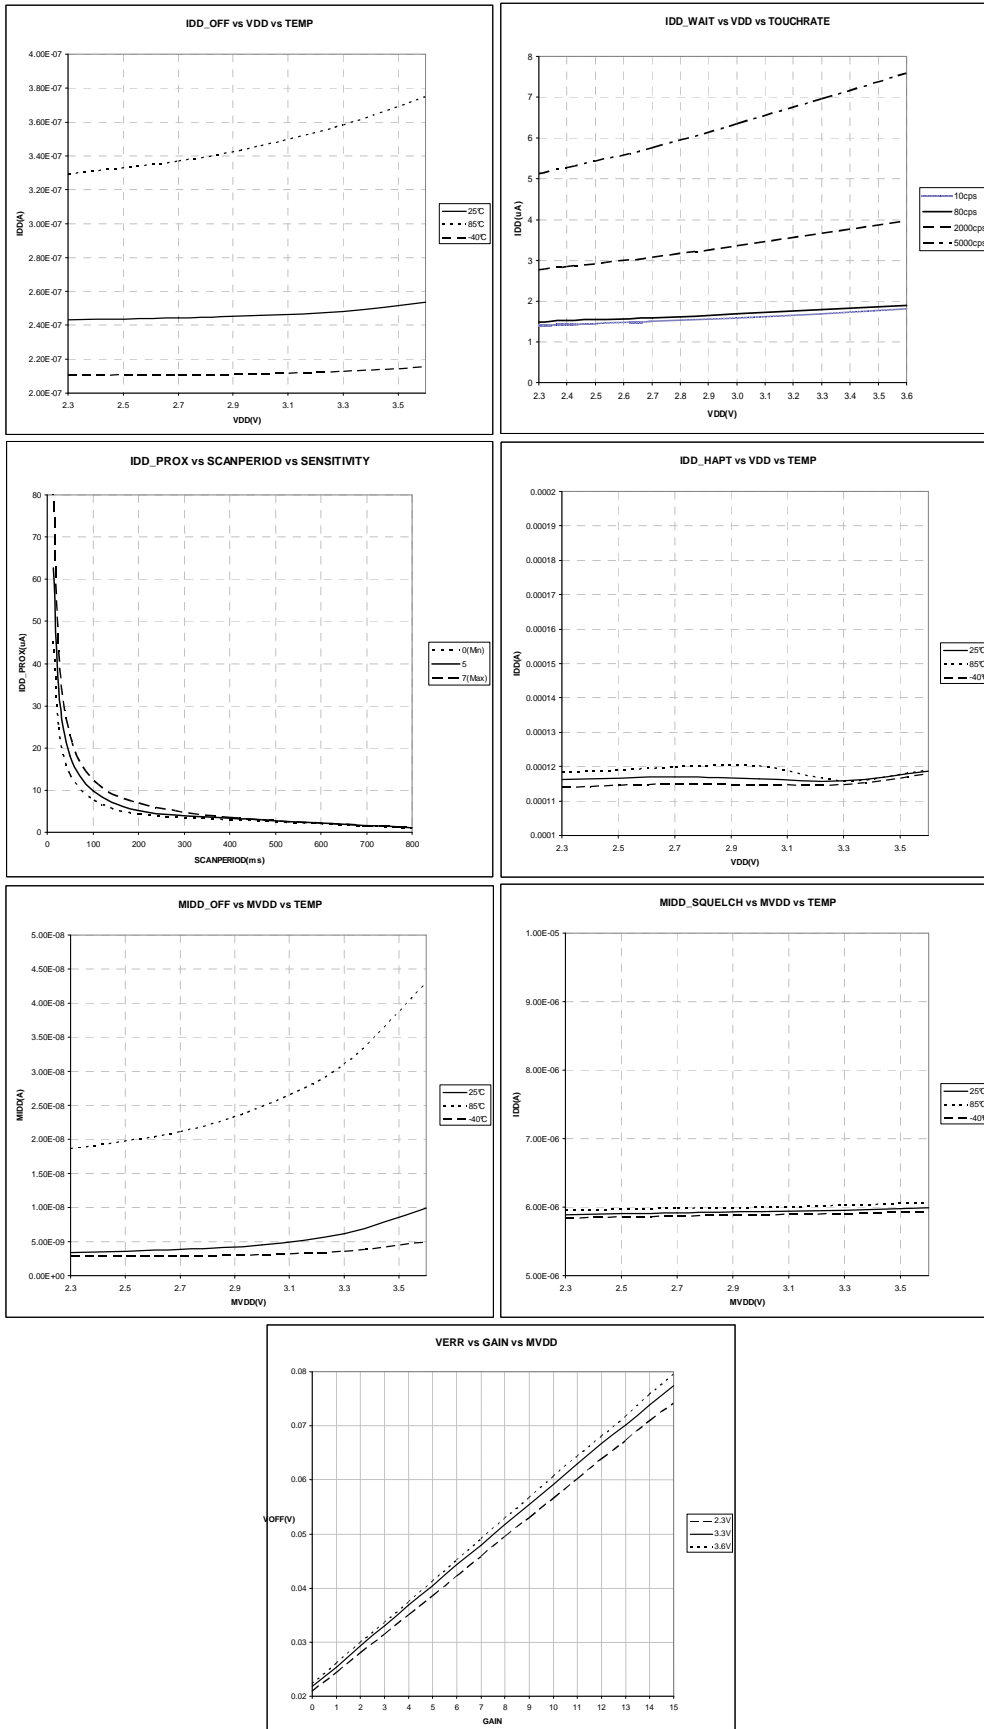 IDD_OFF vs VDD vs TEMP
4.00E-07
3.80E-07
3.60E-07
3.40E-07
3.20E-07
3.00E-07
2.80E-07
2.60E-07
2.40E-07
2.20E-07
2.00E-07
IDD(A)
2.3 2.5 2.7 2.9 3.1 3.3 3.5
VDD(V)
25℃
85℃
-40℃
IDD_WAIT vs VDD vs TOUCHRATE
8
7
6
5
4
3
2
1
0
IDD(uA)
2.3 2.4 2.5 2.6 2.7 2.8 2.9 3.0 3.1 3.2 3.3 3.4 3.5 3.6
VDD(V)
10cps
80cps
2000cps
5000cps
IDD_PROX vs SCANPERIOD vs SENSITIVITY
80
70
60
50
40
30
20
10
0
IDD_PROX(uA)
0 100 200 300 400 500 600 700 800
SCANPERIOD(ms)
0(Min)
5
7(Max)
IDD_HAPT vs VDD vs TEMP
0.0002
0.00019
0.00018
0.00017
0.00016
0.00015
0.00014
0.00013
0.00012
0.00011
0.0001
IDD(A)
2.3 2.5 2.7 2.9 3.1 3.3 3.5
VDD(V)
25℃
85℃
-40℃
MIDD_OFF vs MVDD vs TEMP
5.00E-08
4.50E-08
4.00E-08
3.50E-08
3.00E-08
2.50E-08
2.00E-08
1.50E-08
1.00E-08
5.00E-09
0.00E+00
MIDD(A)
2.3 2.5 2.7 2.9 3.1 3.3 3.5
MVDD(V)
25℃
85℃
-40℃
MIDD_SQUELCH vs MVDD vs TEMP
1.00E-05
9.00E-06
8.00E-06
7.00E-06
6.00E-06
5.00E-06
IDD(A)
2.3 2.5 2.7 2.9 3.1 3.3 3.5
MVDD(V)
25℃
85℃
-40℃
VERR vs GAIN vs MVDD
0.08
0.07
0.06
0.05
0.04
0.03
0.02
VOFF(V)
0 1 2 3 4 5 6 7 8 9 10 11 12 13 14 15
GAIN
2.3V
3.3V
3.6V